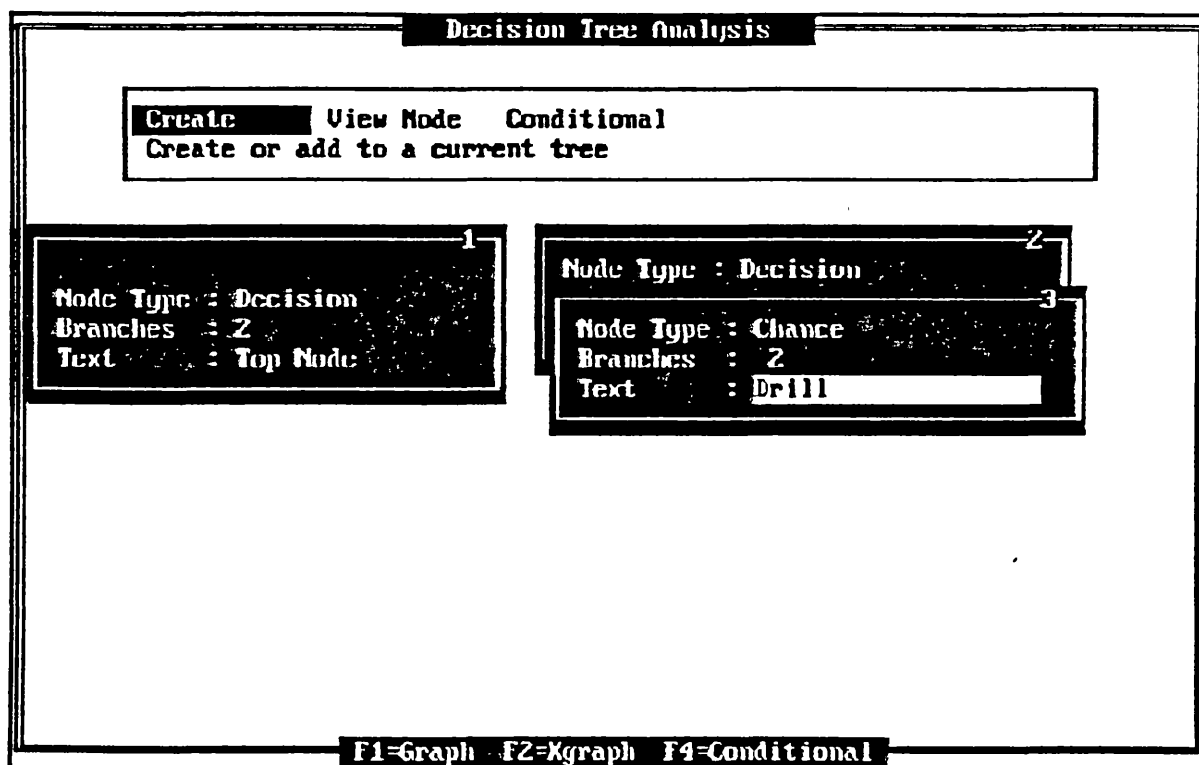 Decision Tree Analysis
Create View Node Conditional
Create or add to a current tree
1
Node Type : Decision
Branches : 2
Text : Top Node
2
Node Type : Decision
3
Node Type : Chance
Branches : 2
Text : Drill
F1=Graph F2=Xgraph F4=Conditional